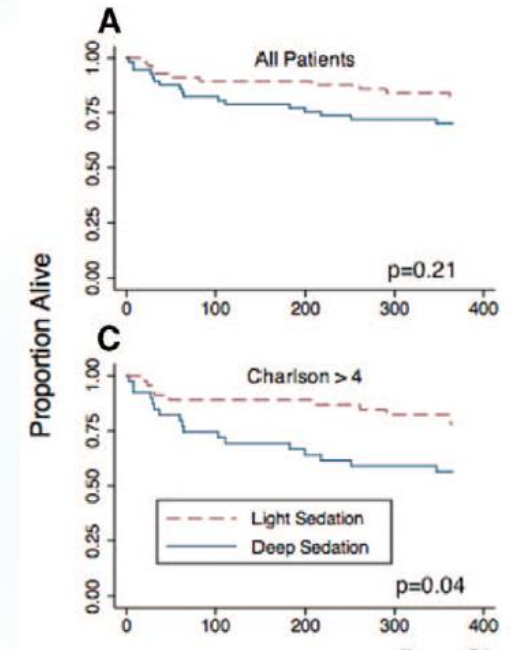 A
All Patients
1.00
0.75
0.50
0.25
0.00
p=0.21
0 100 200 300 400
Proportion Alive
C
Charlson > 4
1.00
0.75
0.50
0.25
0.00
Light Sedation
Deep Sedation
p=0.04
0 100 200 300 400